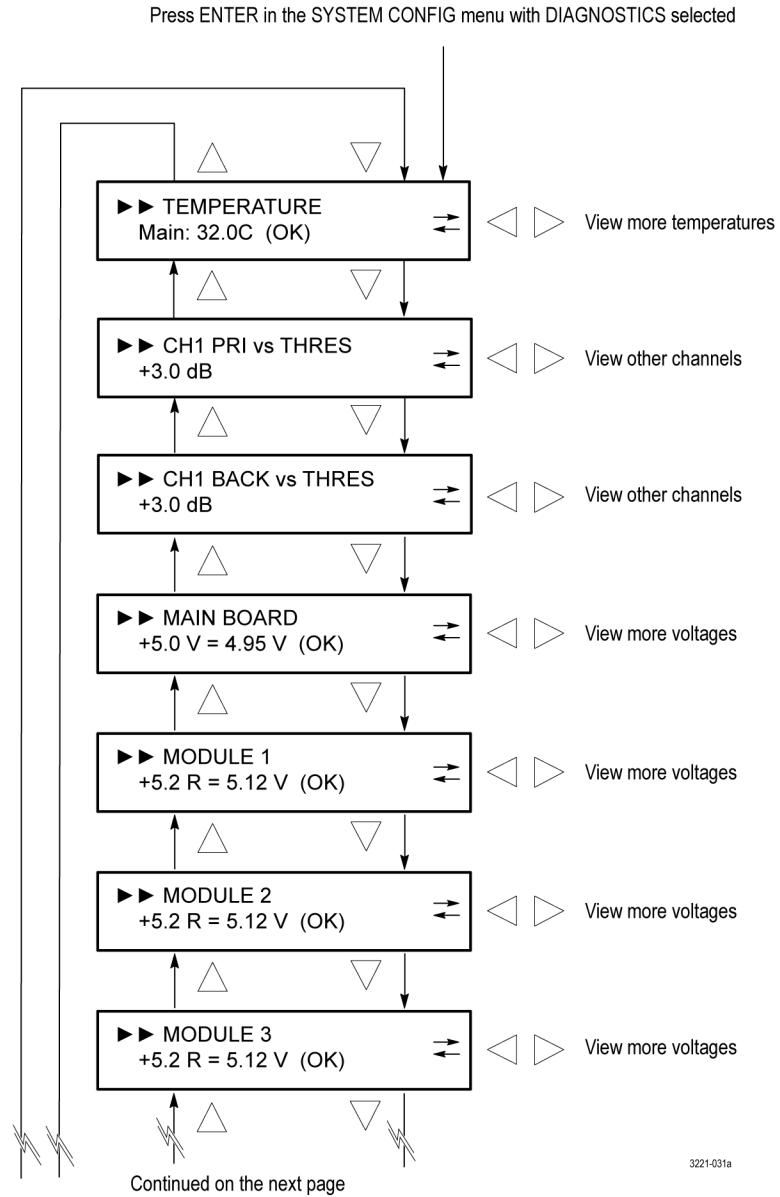 Press ENTER in the SYSTEM CONFIG menu with DIAGNOSTICS selected
►► TEMPERATURE
Main: 32.0C (OK)
View more temperatures
►► CH1 PRI vs THRES
+3.0 dB
View other channels
►► CH1 BACK vs THRES
+3.0 dB
View other channels
►► MAIN BOARD
+5.0 V = 4.95 V (OK)
View more voltages
►► MODULE 1
+5.2 R = 5.12 V (OK)
View more voltages
►► MODULE 2
+5.2 R = 5.12 V (OK)
View more voltages
►► MODULE 3
+5.2 R = 5.12 V (OK)
View more voltages
3221-031a
Continued on the next page